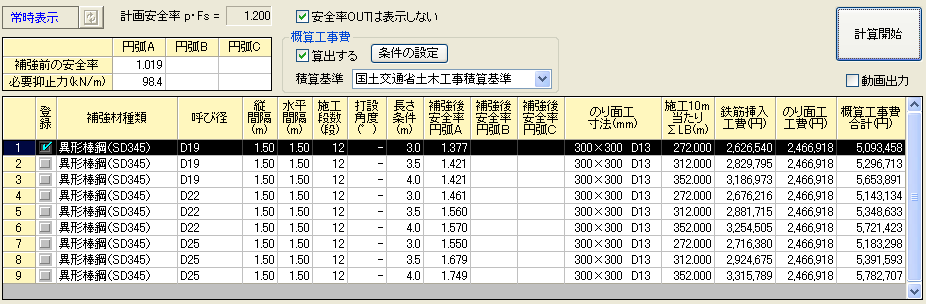 常時表示
計画安全率 p・Fs = 1.200
安全率OUTは表示しない
概算工事費
算出する 条件の設定
積算基準 国土交通省土木工事積算基準
計算開始
動画出力
円弧A 円弧B 円弧C
補強前の安全率 1.019
必要抑止力(kN/m) 98.4
登録 補強材種類 呼び径 縦間隔(m) 水平間隔(m) 施工段数(段) 打設角度(°) 長さ条件(m) 補強後安全率円弧A 補強後安全率円弧B 補強後安全率円弧C のり面工寸法(mm) 施工10m当たりΣLB(m) 鉄筋挿入工費(円) のり面工工費(円) 概算工事費合計(円)
1 異形棒鋼(SD345) D19 1.50 1.50 12 － 3.0 1.377 300×300 D13 272.000 2,626,540 2,466,918 5,093,458
2 異形棒鋼(SD345) D19 1.50 1.50 12 － 3.5 1.421 300×300 D13 312.000 2,829,795 2,466,918 5,296,713
3 異形棒鋼(SD345) D19 1.50 1.50 12 － 4.0 1.421 300×300 D13 352.000 3,186,973 2,466,918 5,653,891
4 異形棒鋼(SD345) D22 1.50 1.50 12 － 3.0 1.461 300×300 D13 272.000 2,676,216 2,466,918 5,143,134
5 異形棒鋼(SD345) D22 1.50 1.50 12 － 3.5 1.560 300×300 D13 312.000 2,881,715 2,466,918 5,348,633
6 異形棒鋼(SD345) D22 1.50 1.50 12 － 4.0 1.570 300×300 D13 352.000 3,254,505 2,466,918 5,721,423
7 異形棒鋼(SD345) D25 1.50 1.50 12 － 3.0 1.550 300×300 D13 272.000 2,716,380 2,466,918 5,183,298
8 異形棒鋼(SD345) D25 1.50 1.50 12 － 3.5 1.679 300×300 D13 312.000 2,924,675 2,466,918 5,391,593
9 異形棒鋼(SD345) D25 1.50 1.50 12 － 4.0 1.749 300×300 D13 352.000 3,315,789 2,466,918 5,782,707